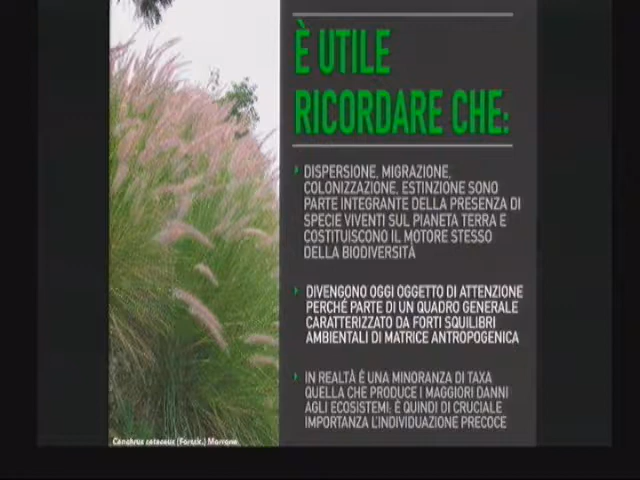 È UTILE
RICORDARE CHE:
DISPERSIONE, MIGRAZIONE,
COLONIZZAZIONE, ESTINZIONE SONO
PARTE INTEGRANTE DELLA PRESENZA DI
SPECIE VIVENTI SUL PIANETA TERRA E
COSTITUISCONO IL MOTORE STESSO
DELLA BIODIVERSITÀ
DIVENGONO OGGI OGGETTO DI ATTENZIONE
PERCHÉ PARTE DI UN QUADRO GENERALE
CARATTERIZZATO DA FORTI SQUILIBRI
AMBIENTALI DI MATRICE ANTROPOGENICA
IN REALTÀ È UNA MINORANZA DI TAXA
QUELLA CHE PRODUCE I MAGGIORI DANNI
AGLI ECOSISTEMI: È QUINDI DI CRUCIALE
IMPORTANZA L'INDIVIDUAZIONE PRECOCE
Cenchrus setaceus (Forssk.) Morrone